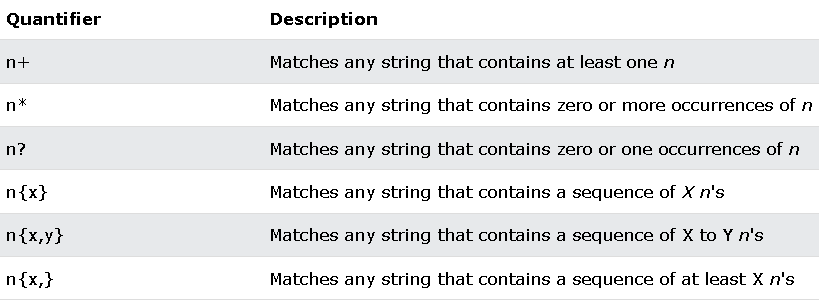 Quantifier Description
n+ Matches any string that contains at least one n
n* Matches any string that contains zero or more occurrences of n
n? Matches any string that contains zero or one occurrences of n
n{x} Matches any string that contains a sequence of X n's
n{x,y} Matches any string that contains a sequence of X to Y n's
n{x,} Matches any string that contains a sequence of at least X n's